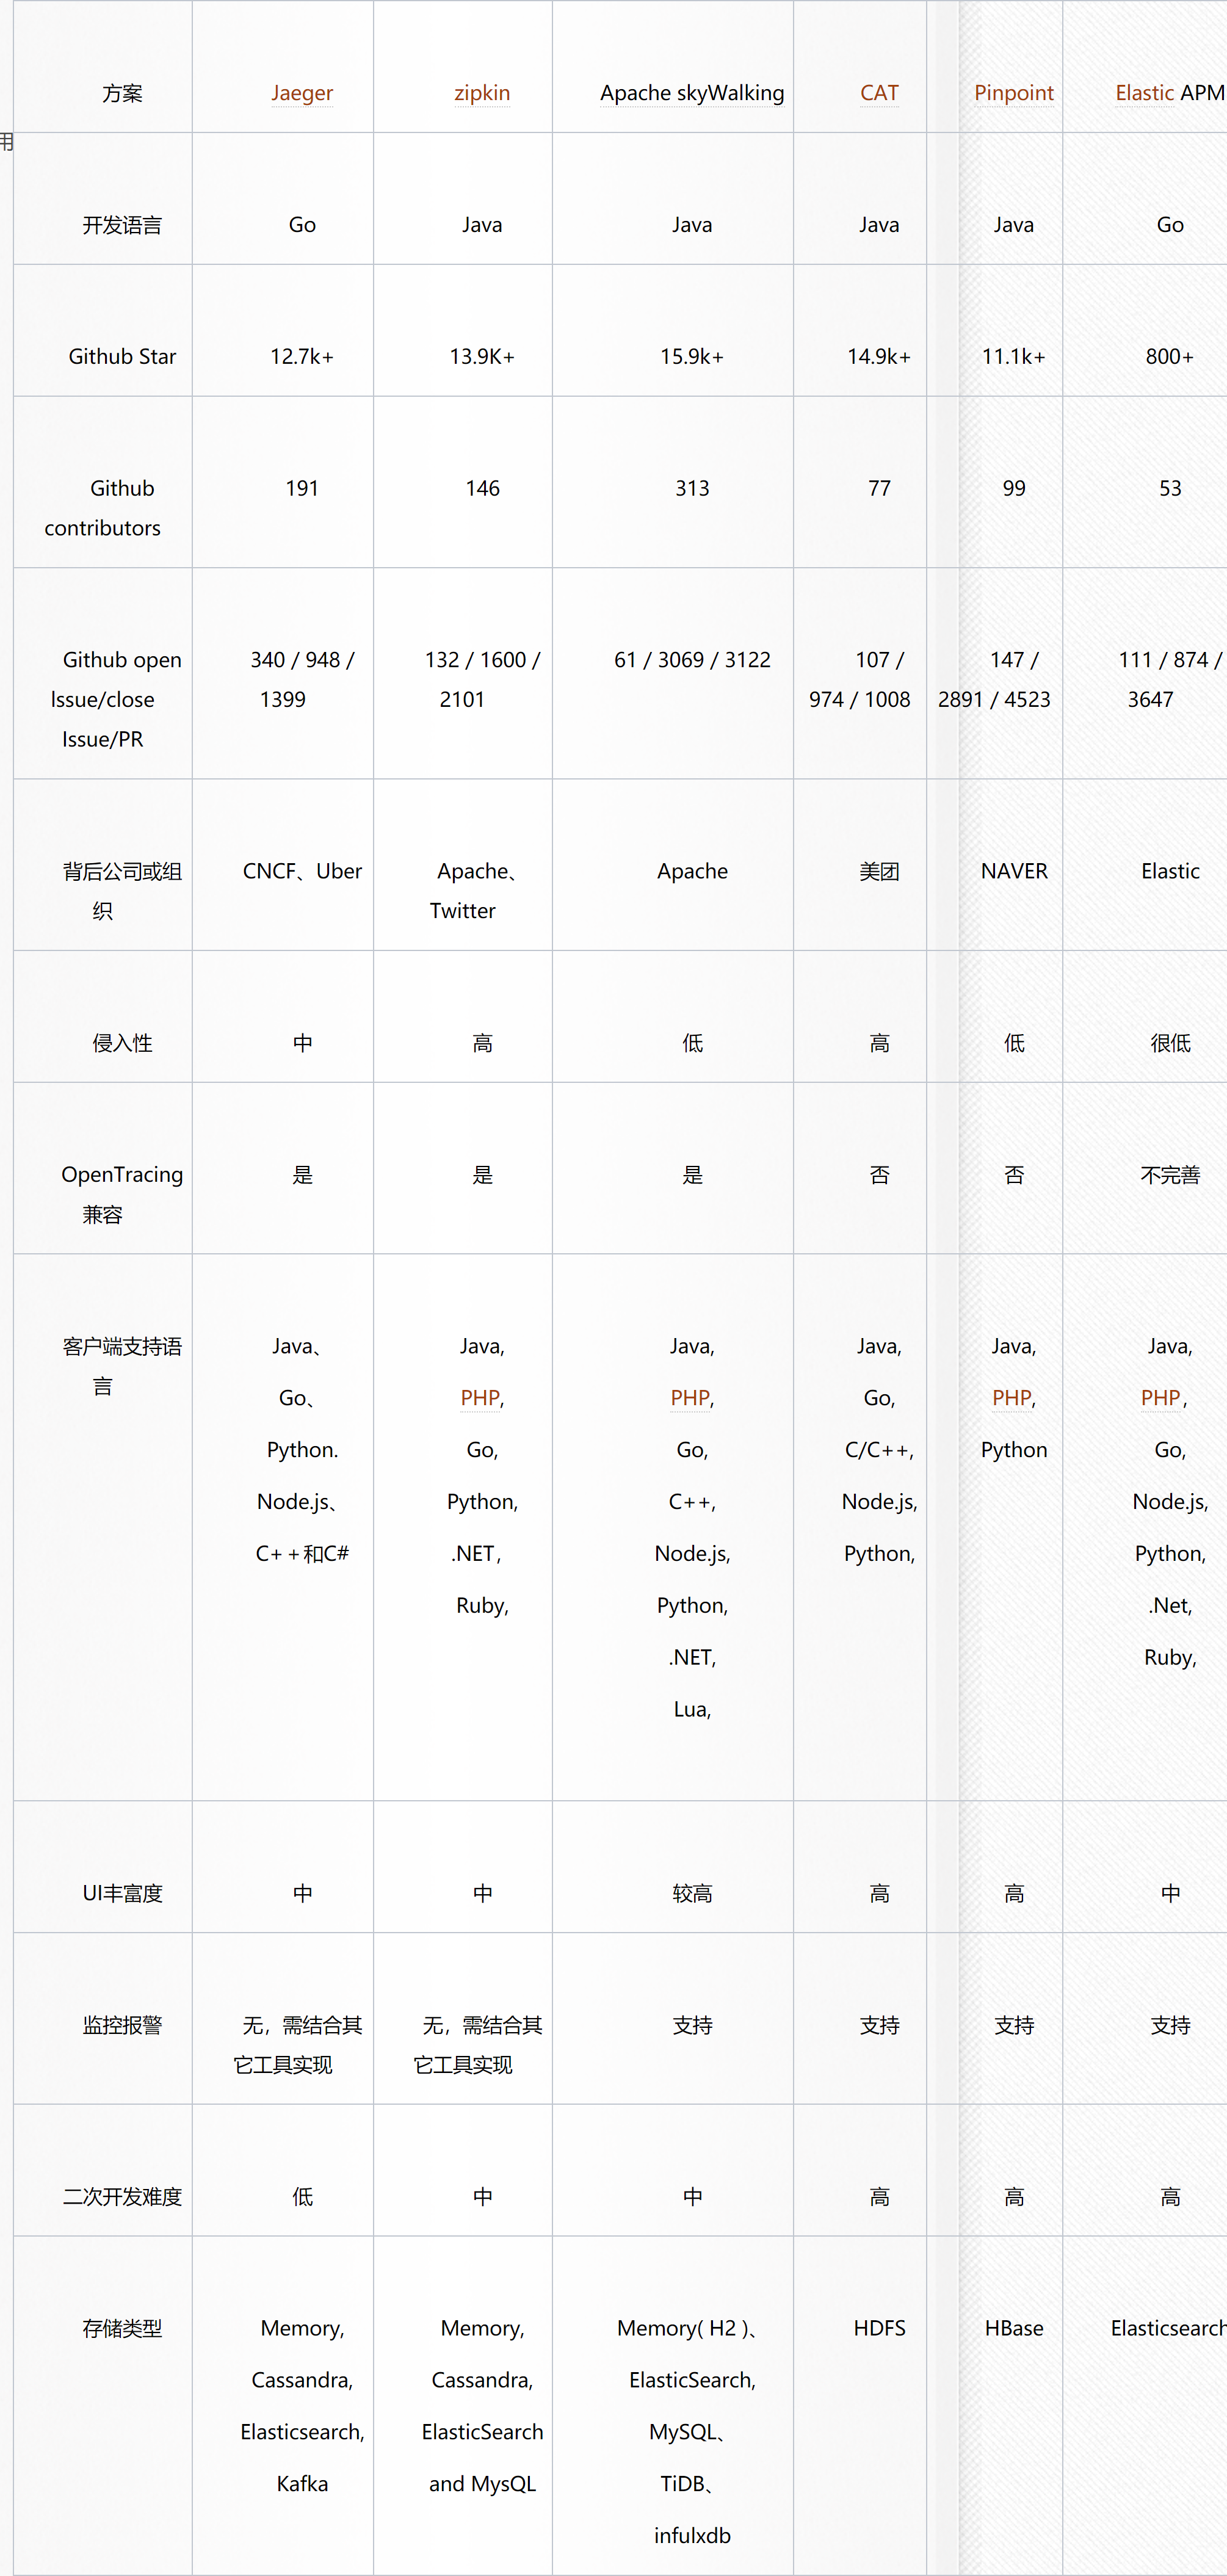 方案 Jaeger zipkin Apache skyWalking CAT Pinpoint Elastic APM
用
开发语言 Go Java Java Java Java Go
Github Star 12.7k+ 13.9K+ 15.9k+ 14.9k+ 11.1k+ 800+
Github 191 146 313 77 99 53
contributors
Github open 340 / 948 / 132 / 1600 / 61 / 3069 / 3122 107 / 147 / 111 / 874 /
Issue/close 1399 2101 974 / 1008 2891 / 4523 3647
Issue/PR
背后公司或组 CNCF、Uber Apache、 Apache 美团 NAVER Elastic
织 Twitter
侵入性 中 高 低 高 低 很低
OpenTracing 是 是 是 否 否 不完善
兼容
客户端支持语 Java、 Java, Java, Java, Java, Java,
言
Go、 PHP, PHP, Go, PHP, PHP,
Python. Go, Go, C/C++, Python Go,
Node.js、 Python, C++, Node.js, Node.js,
C++和C# .NET, Node.js, Python, Python,
Ruby, Python, .Net,
.NET, Ruby,
Lua,
UI丰富度 中 中 较高 高 高 中
监控报警 无，需结合其 无，需结合其 支持 支持 支持 支持
它工具实现 它工具实现
二次开发难度 低 中 中 高 高 高
存储类型 Memory, Memory, Memory( H2 )、 HDFS HBase Elasticsearch
Cassandra, Cassandra, ElasticSearch,
Elasticsearch, ElasticSearch MySQL、
Kafka and MysQL TiDB、
infulxdb